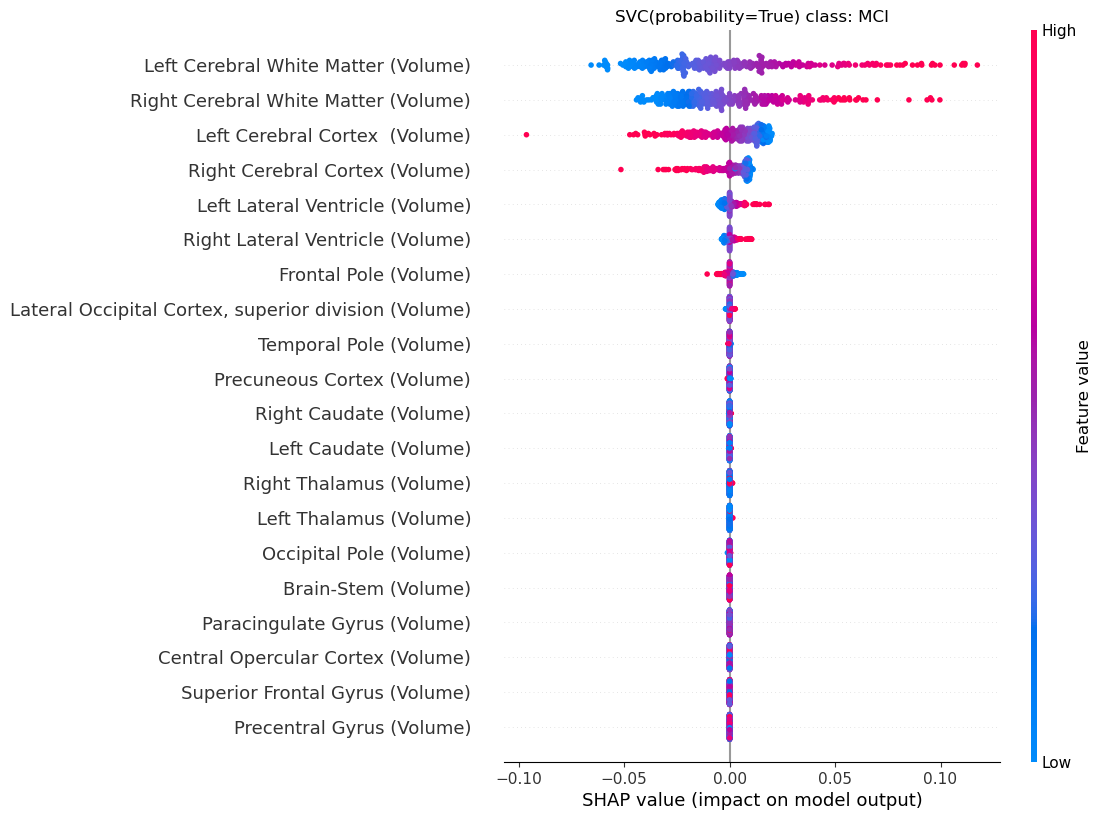 SVC(probability=True) class: MCI
High
Left Cerebral White Matter (Volume)
Right Cerebral White Matter (Volume)
Left Cerebral Cortex  (Volume)
Right Cerebral Cortex (Volume)
Left Lateral Ventricle (Volume)
Right Lateral Ventricle (Volume)
Frontal Pole (Volume)
Lateral Occipital Cortex, superior division (Volume)
Temporal Pole (Volume)
Precuneous Cortex (Volume)
Right Caudate (Volume)
Left Caudate (Volume)
Right Thalamus (Volume)
Left Thalamus (Volume)
Occipital Pole (Volume)
Brain-Stem (Volume)
Paracingulate Gyrus (Volume)
Central Opercular Cortex (Volume)
Superior Frontal Gyrus (Volume)
Precentral Gyrus (Volume)
Feature value
Low
−0.10 −0.05 0.00 0.05 0.10
SHAP value (impact on model output)